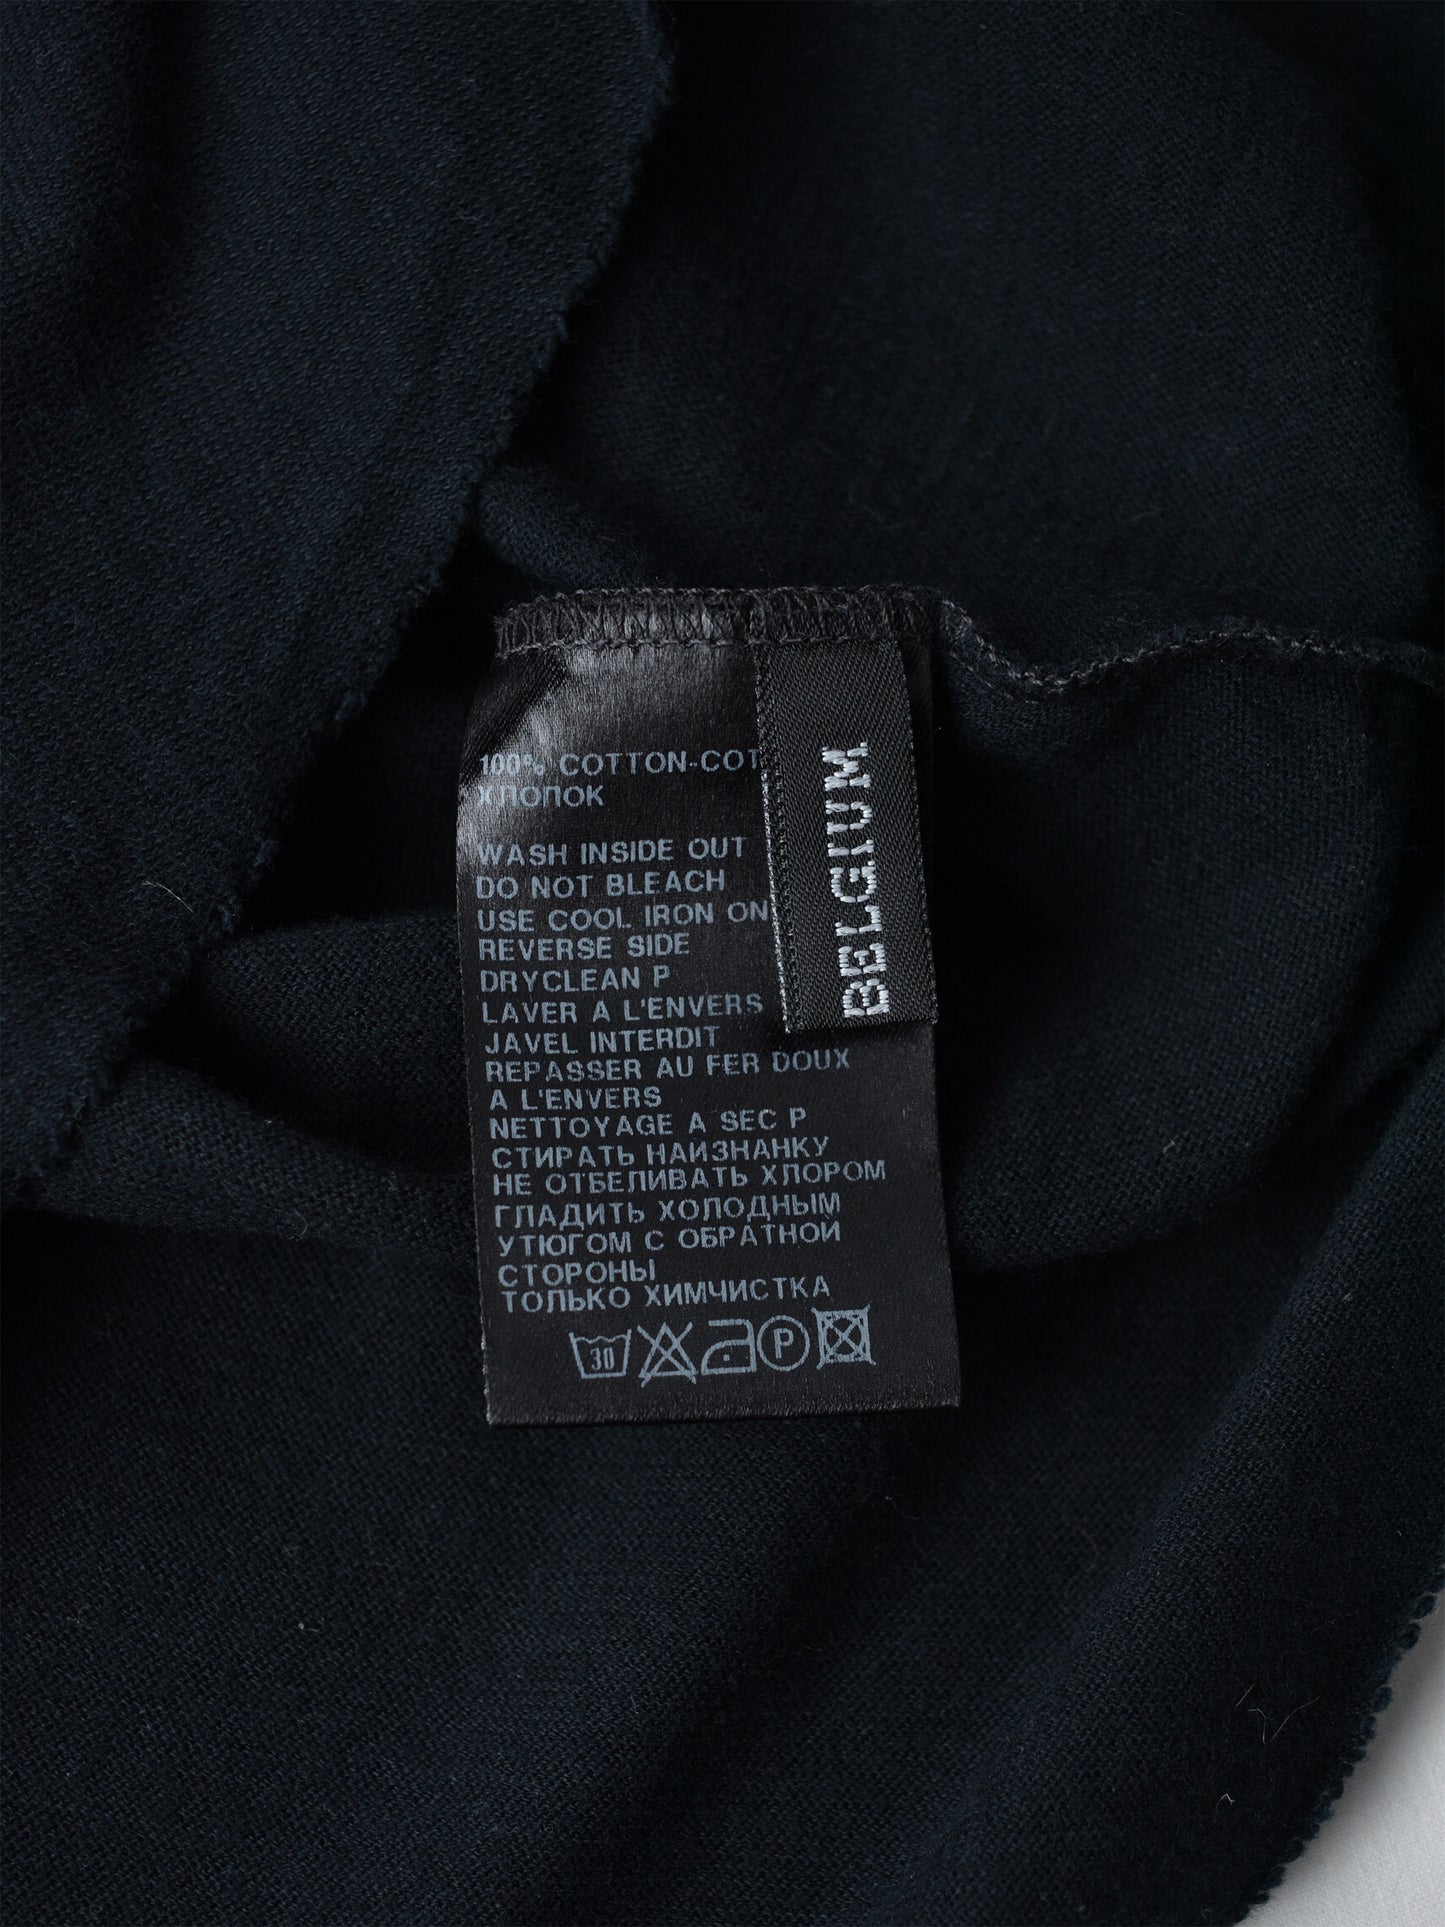 100% COTTON-COT
ХЛОПОК
WASH INSIDE OUT
DO NOT BLEACH
USE COOL IRON ON
REVERSE SIDE
DRYCLEAN P
LAVER A L'ENVERS
JAVEL INTERDIT
REPASSER AU FER DOUX
A L'ENVERS
NETTOYAGE A SEC P
СТИРАТЬ НАИЗНАНКУ
НЕ ОТБЕЛИВАТЬ ХЛОРОМ
ГЛАДИТЬ ХОЛОДНЫМ
УТЮГОМ С ОБРАТНОЙ
СТОРОНЫ
ТОЛЬКО ХИМЧИСТКА
30 P
BELGIUM